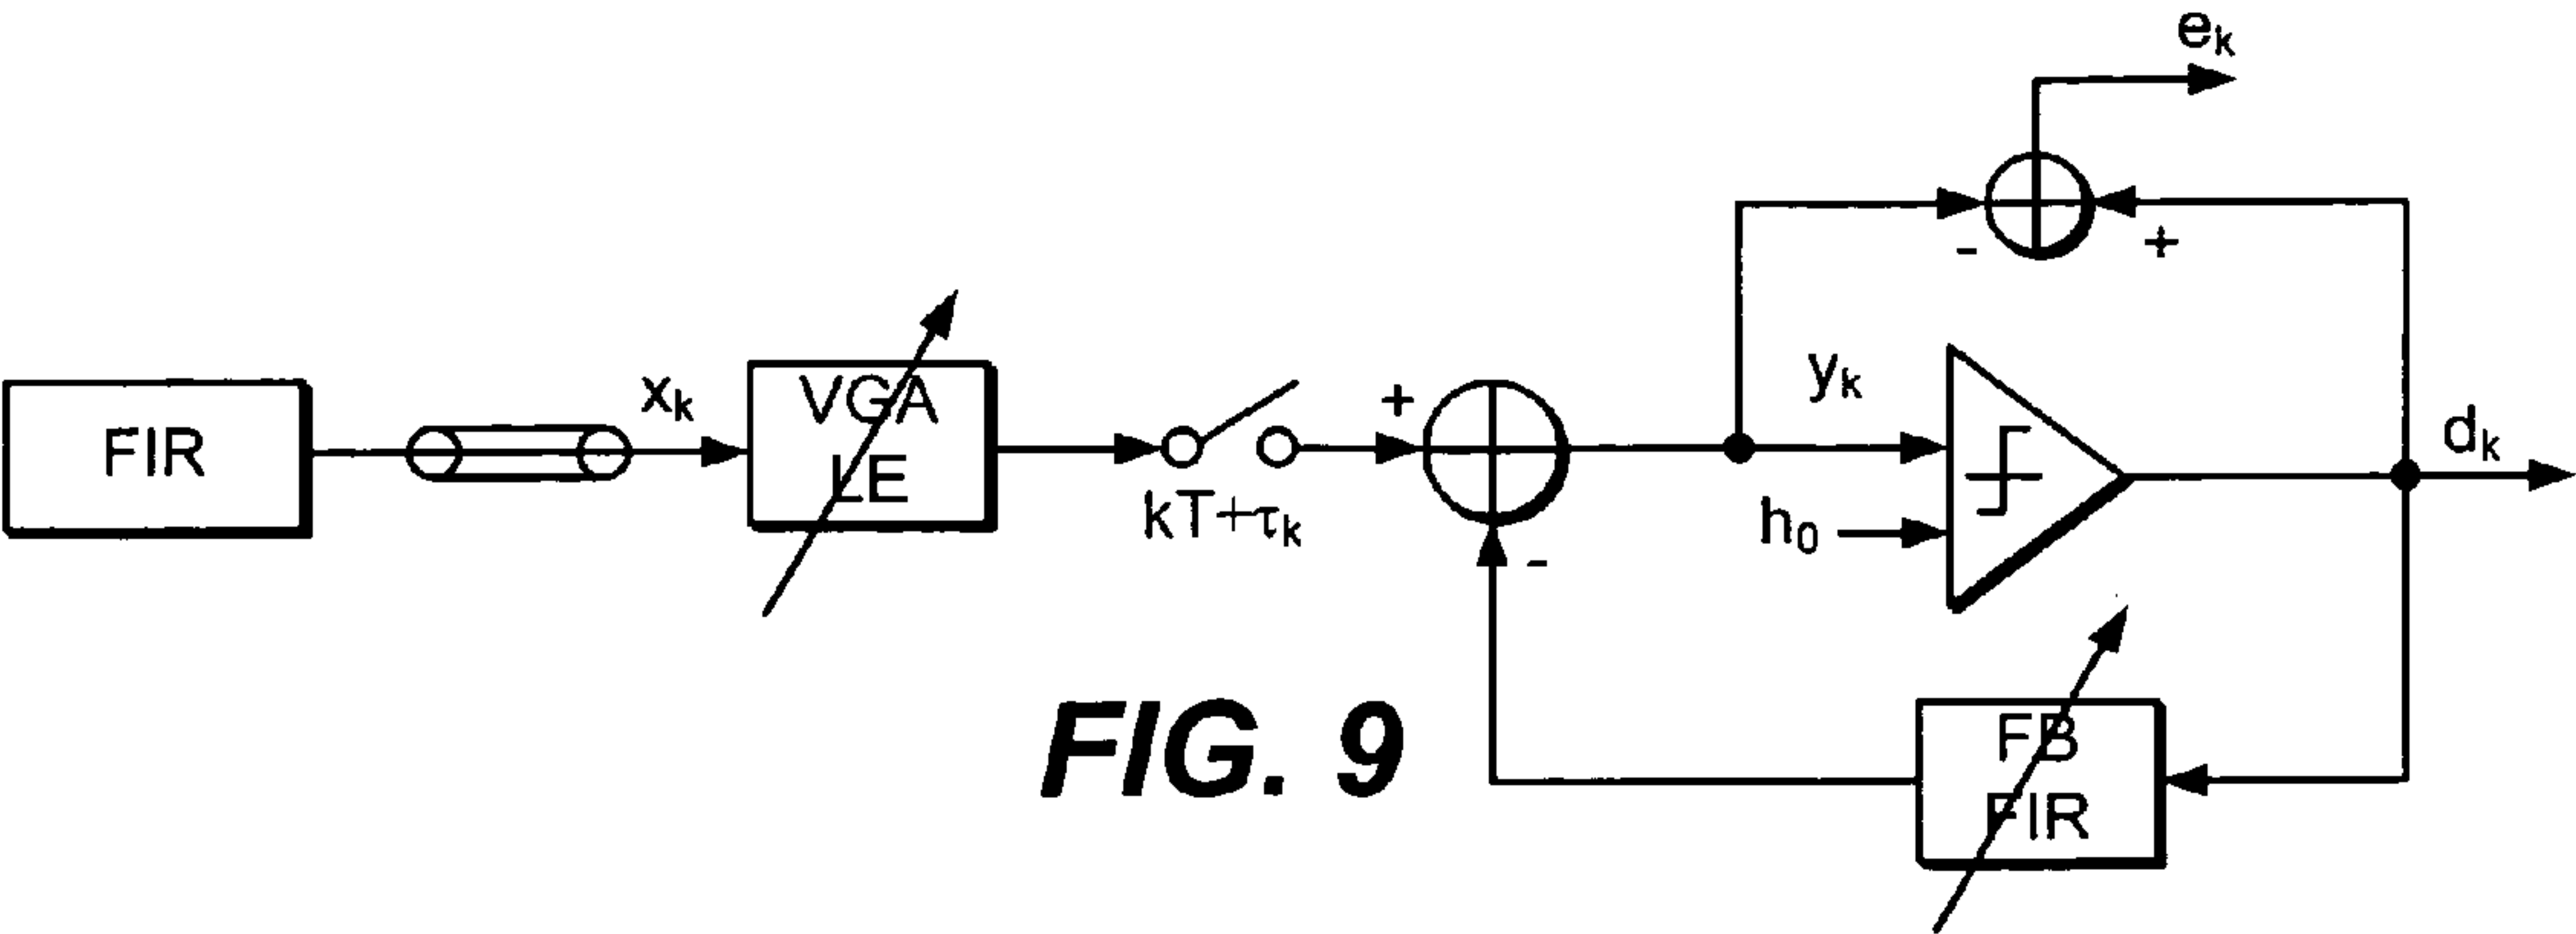 eₖ
- +
xₖ
FIR
VGA
LE
kT+τₖ
+
-
yₖ
h₀
dₖ
FB
FIR
FIG. 9